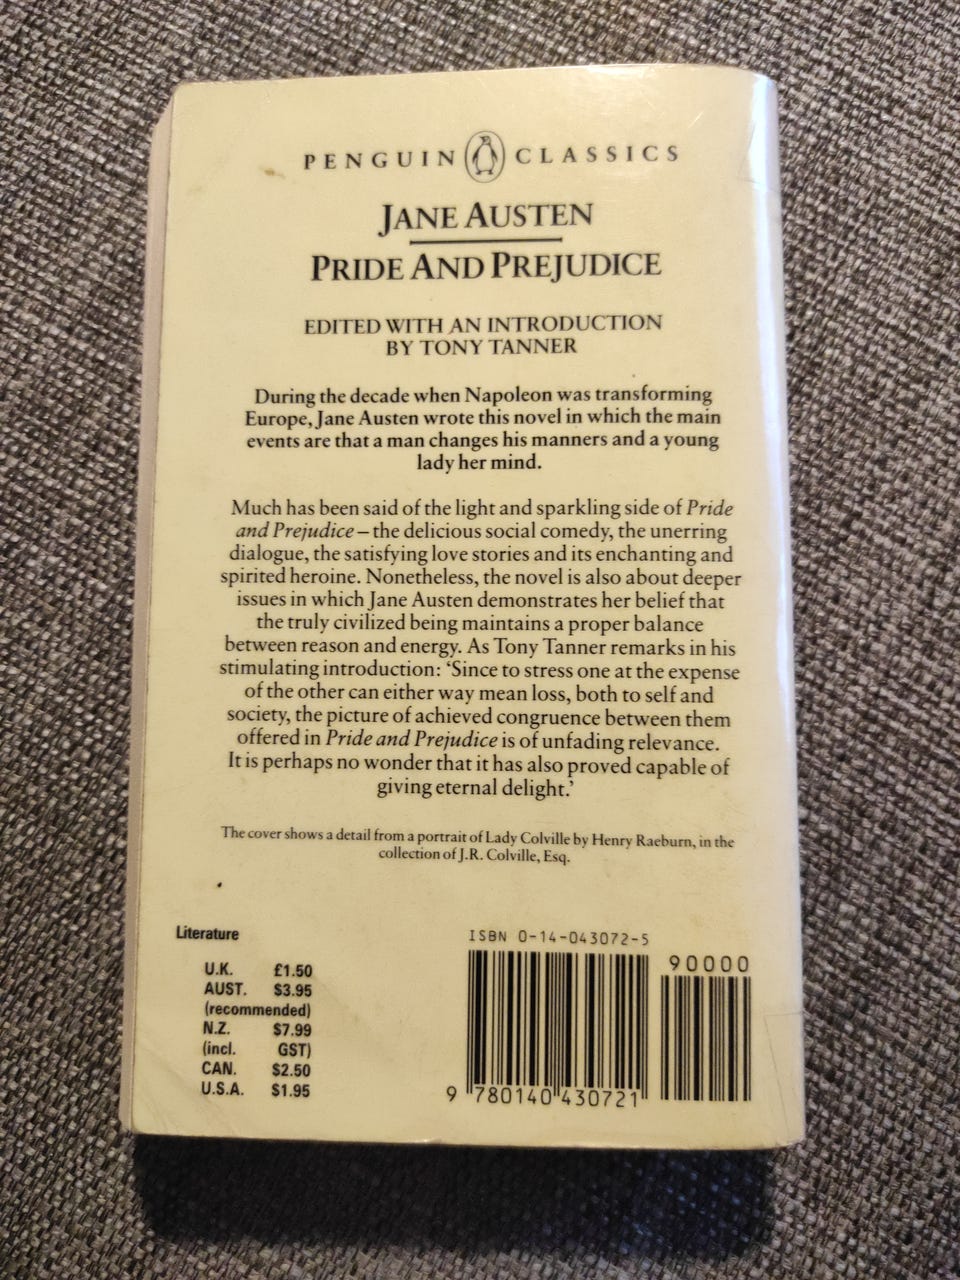 PENGUIN CLASSICS
JANE AUSTEN
PRIDE AND PREJUDICE
EDITED WITH AN INTRODUCTION
BY TONY TANNER
During the decade when Napoleon was transforming
Europe, Jane Austen wrote this novel in which the main
events are that a man changes his manners and a young
lady her mind.
Much has been said of the light and sparkling side of Pride
and Prejudice – the delicious social comedy, the unerring
dialogue, the satisfying love stories and its enchanting and
spirited heroine. Nonetheless, the novel is also about deeper
issues in which Jane Austen demonstrates her belief that
the truly civilized being maintains a proper balance
between reason and energy. As Tony Tanner remarks in his
stimulating introduction: ‘Since to stress one at the expense
of the other can either way mean loss, both to self and
society, the picture of achieved congruence between them
offered in Pride and Prejudice is of unfading relevance.
It is perhaps no wonder that it has also proved capable of
giving eternal delight.’
The cover shows a detail from a portrait of Lady Colville by Henry Raeburn, in the
collection of J.R. Colville, Esq.
Literature
U.K. £1.50
AUST. $3.95
(recommended)
N.Z. $7.99
(incl. GST)
CAN. $2.50
U.S.A. $1.95
ISBN 0-14-043072-5
90000
9 780140 430721